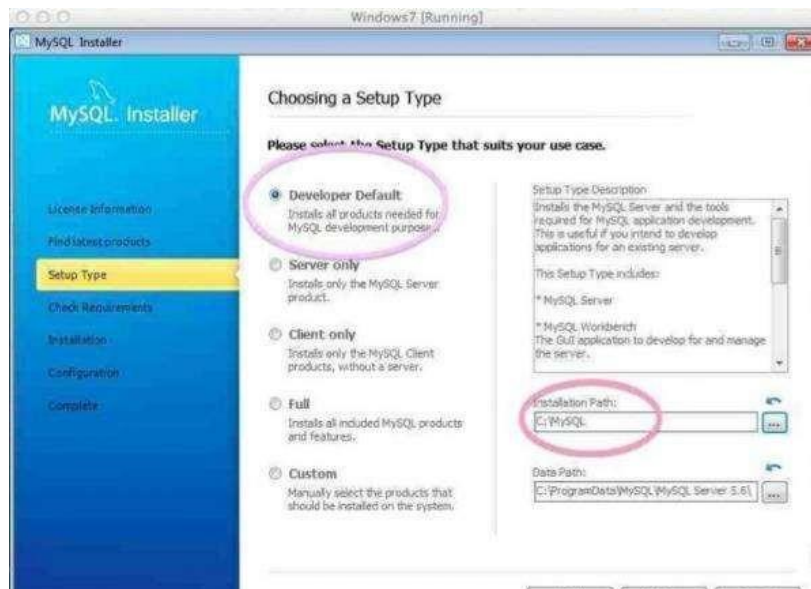 Windows7 [Running]
MySQL Installer
MySQL. Installer
License Information
Find latest products
Setup Type
Check Requirements
Installation
Configuration
Complete
Choosing a Setup Type
Please select the Setup Type that suits your use case.
Developer Default
Installs all products needed for
MySQL development purposes.
Server only
Installs only the MySQL Server
product.
Client only
Installs only the MySQL Client
products, without a server.
Full
Installs all included MySQL products
and features.
Custom
Manually select the products that
should be installed on the system.
Setup Type Description
Installs the MySQL Server and the tools
required for MySQL application development.
This is useful if you intend to develop
applications for an existing server.
This Setup Type includes:
* MySQL Server
* MySQL Workbench
The GUI application to develop for and manage
the server.
Installation Path:
C:\MySQL
...
Data Path:
C:\ProgramData\MySQL\MySQL Server 5.6\
...